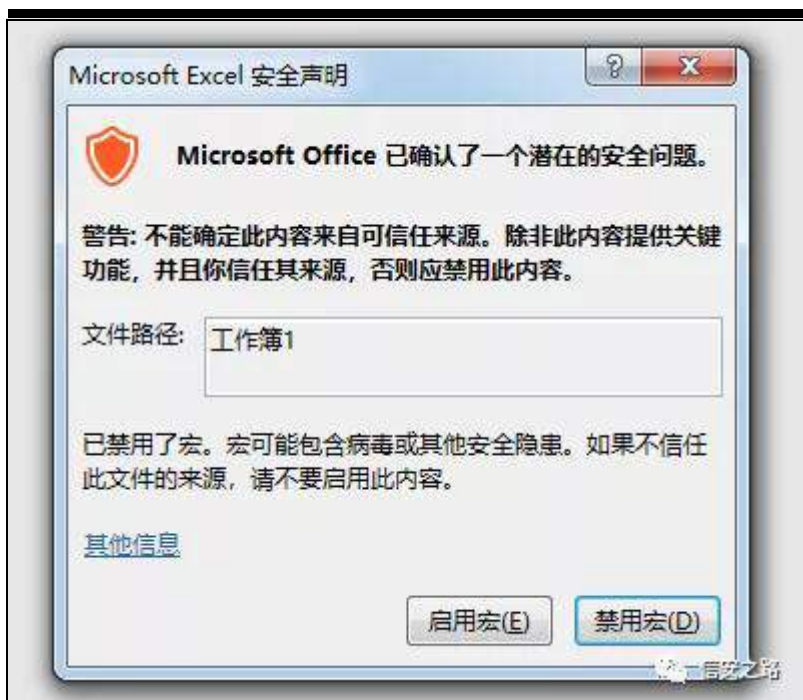 Microsoft Excel 安全声明
Microsoft Office 已确认了一个潜在的安全问题。
警告: 不能确定此内容来自可信任来源。除非此内容提供关键
功能，并且你信任其来源，否则应禁用此内容。
文件路径: 工作簿1
已禁用了宏。宏可能包含病毒或其他安全隐患。如果不信任
此文件的来源，请不要启用此内容。
其他信息
启用宏(E) 禁用宏(D)
信安之路